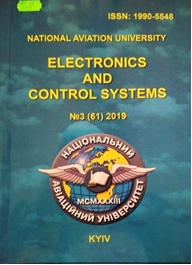 ISSN: 1990-5548
NATIONAL AVIATION UNIVERSITY
ELECTRONICS
AND
CONTROL SYSTEMS
№3 (61) 2019
НАЦІОНАЛЬНИЙ
АВІАЦІЙНИЙ УНІВЕРСИТЕТ
MCMXXXIII
KYIV